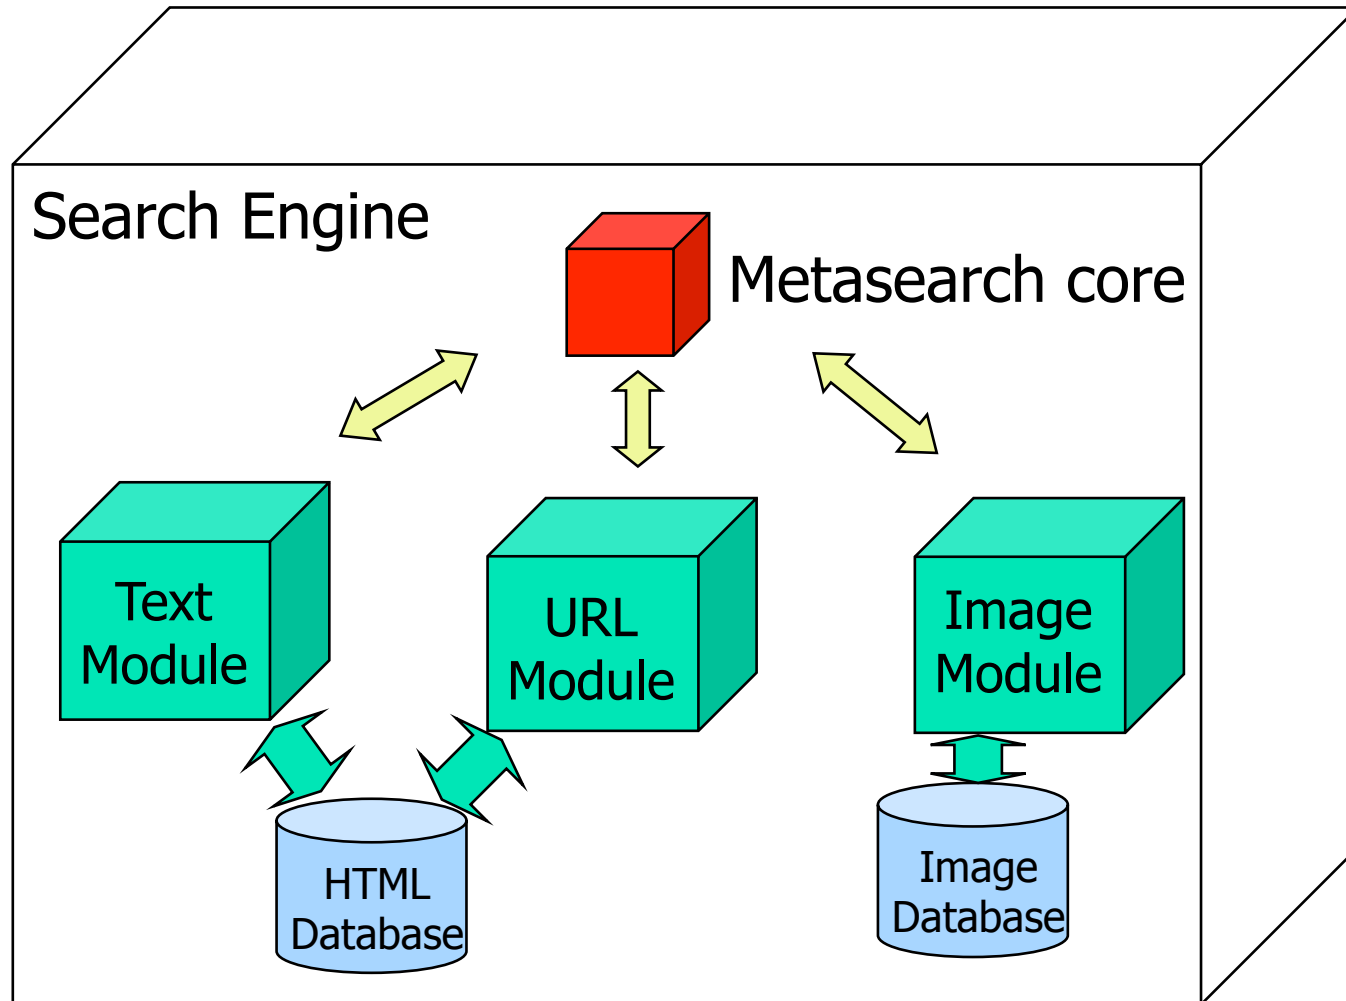 Search Engine
Metasearch core
Text
Module
URL
Module
Image
Module
HTML
Database
Image
Database